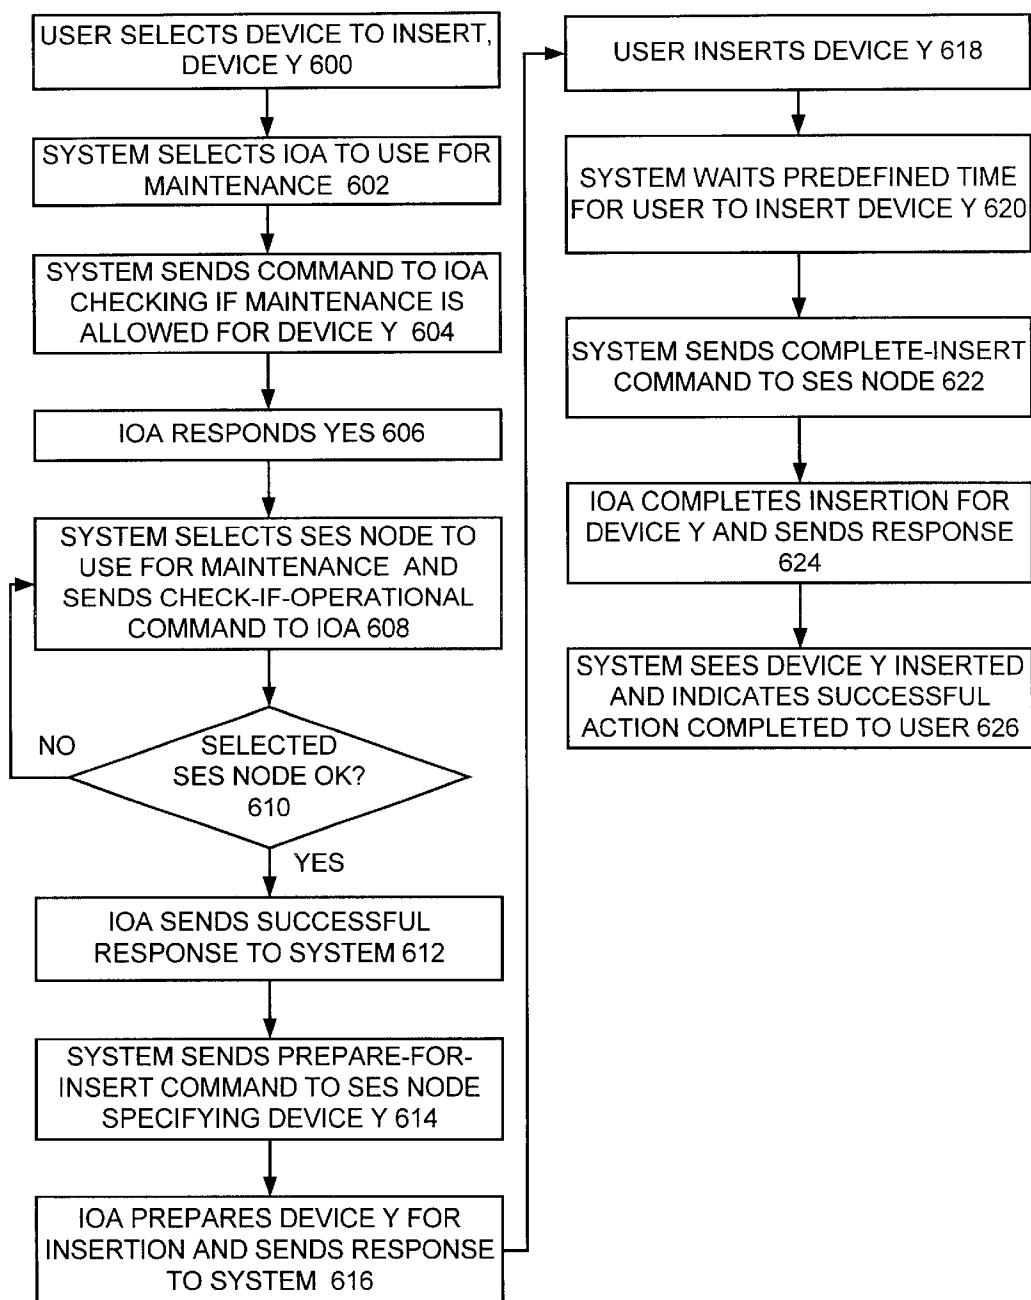 USER SELECTS DEVICE TO INSERT,
DEVICE Y 600
SYSTEM SELECTS IOA TO USE FOR
MAINTENANCE 602
SYSTEM SENDS COMMAND TO IOA
CHECKING IF MAINTENANCE IS
ALLOWED FOR DEVICE Y 604
IOA RESPONDS YES 606
SYSTEM SELECTS SES NODE TO
USE FOR MAINTENANCE AND
SENDS CHECK-IF-OPERATIONAL
COMMAND TO IOA 608
NO
SELECTED
SES NODE OK?
610
YES
IOA SENDS SUCCESSFUL
RESPONSE TO SYSTEM 612
SYSTEM SENDS PREPARE-FOR-
INSERT COMMAND TO SES NODE
SPECIFYING DEVICE Y 614
IOA PREPARES DEVICE Y FOR
INSERTION AND SENDS RESPONSE
TO SYSTEM 616
USER INSERTS DEVICE Y 618
SYSTEM WAITS PREDEFINED TIME
FOR USER TO INSERT DEVICE Y 620
SYSTEM SENDS COMPLETE-INSERT
COMMAND TO SES NODE 622
IOA COMPLETES INSERTION FOR
DEVICE Y AND SENDS RESPONSE
624
SYSTEM SEES DEVICE Y INSERTED
AND INDICATES SUCCESSFUL
ACTION COMPLETED TO USER 626